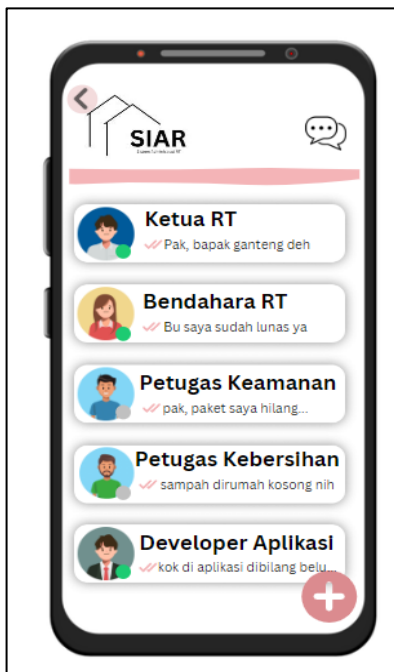 SIAR
Ketua RT
Pak, bapak ganteng deh
Bendahara RT
Bu saya sudah lunas ya
Petugas Keamanan
pak, paket saya hilang...
Petugas Kebersihan
sampah dirumah kosong nih
Developer Aplikasi
kok di aplikasi dibilang belu...